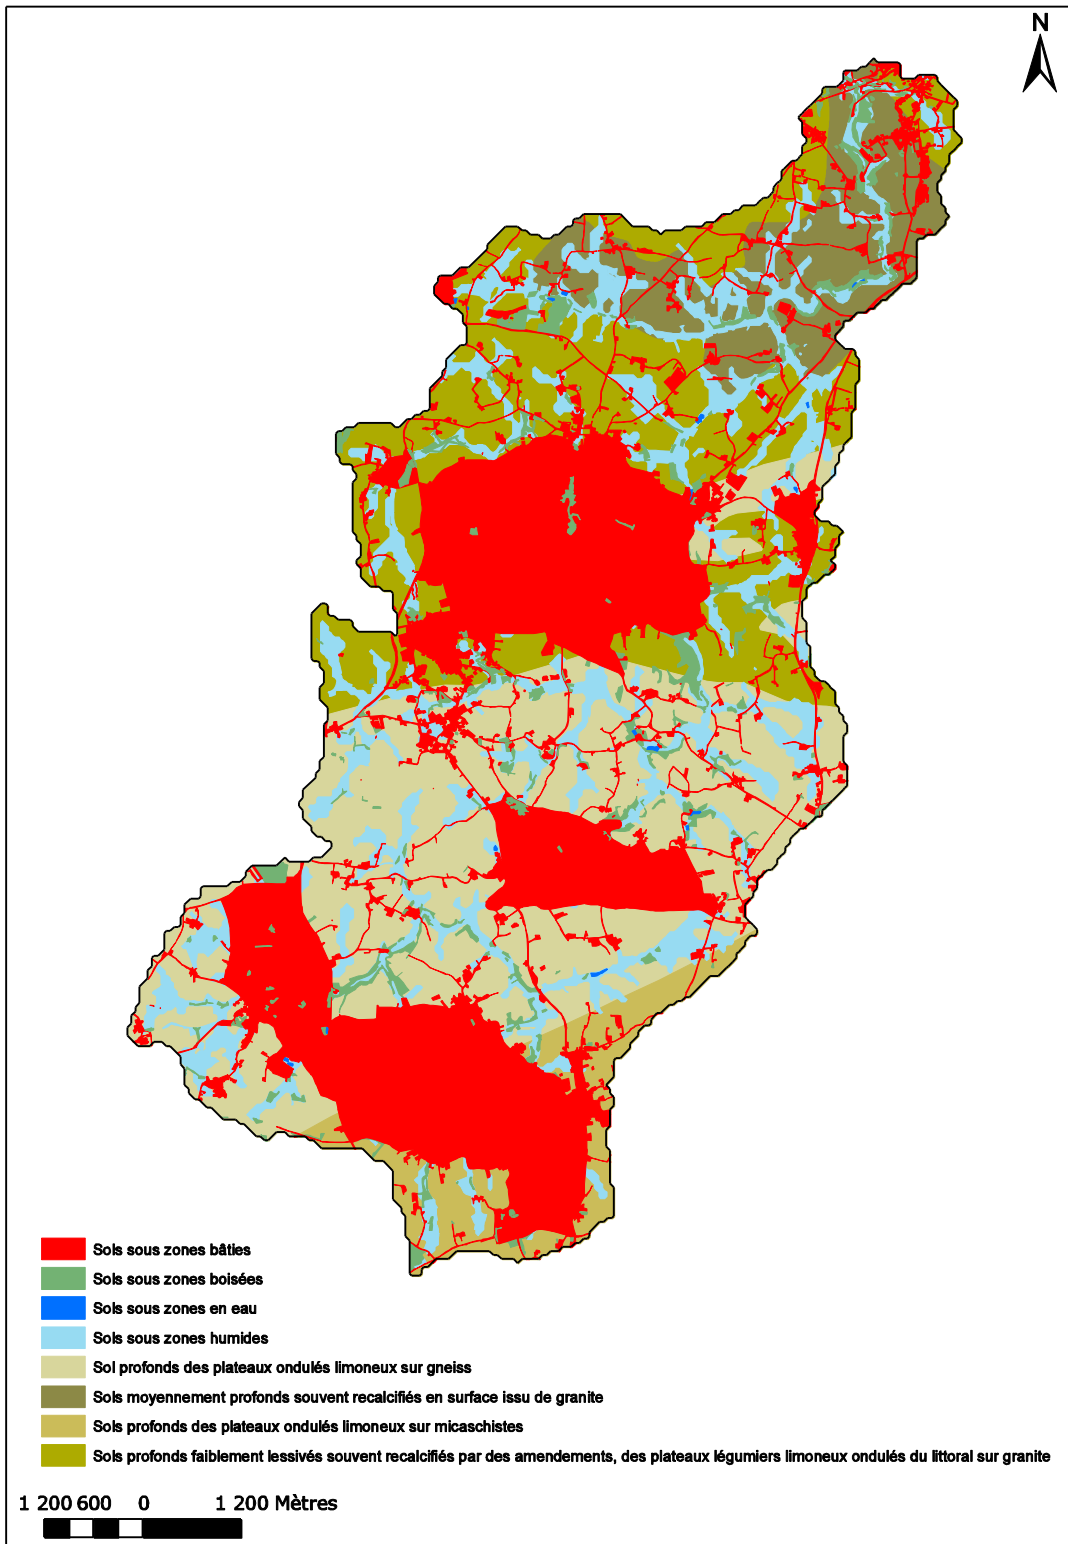 N
Sols sous zones bâties
Sols sous zones boisées
Sols sous zones en eau
Sols sous zones humides
Sol profonds des plateaux ondulés limoneux sur gneiss
Sols moyennement profonds souvent recalcifiés en surface issu de granite
Sols profonds des plateaux ondulés limoneux sur micaschistes
Sols profonds faiblement lessivés souvent recalcifié par des amendements, des plateaux légumiers limoneux ondulés du littoral sur granite
1 200 600 0 1 200 Mètres